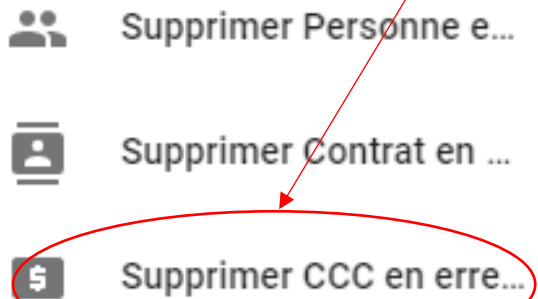 Supprimer Personne e...
Supprimer Contrat en ...
Supprimer CCC en erre...